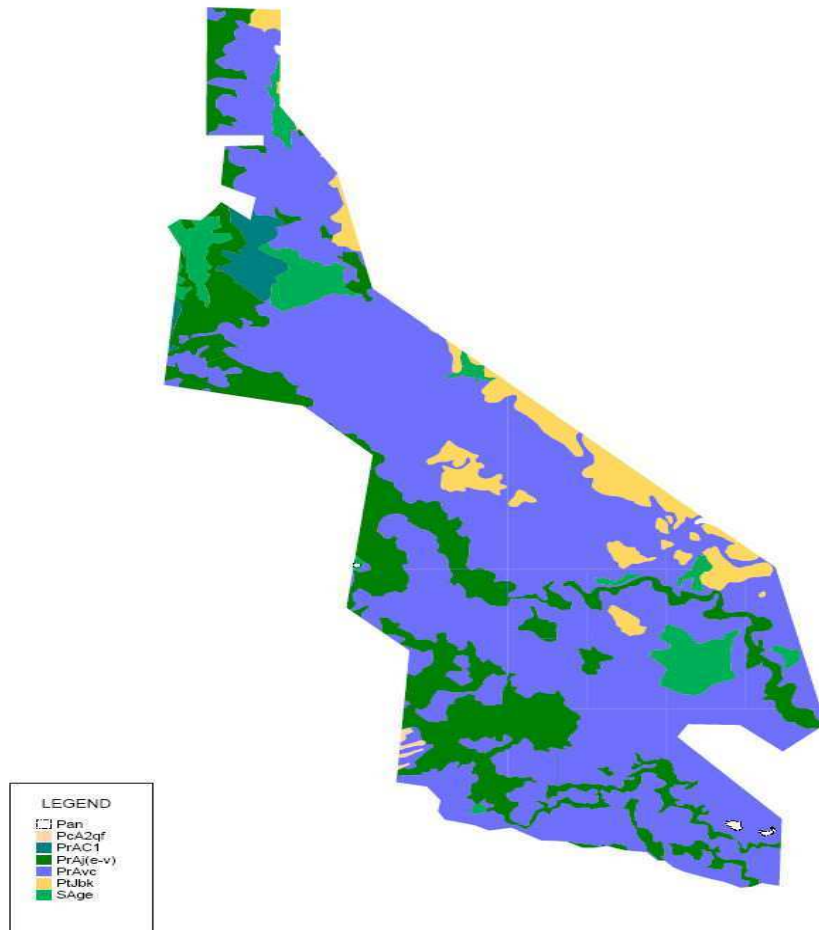 LEGEND
Pan
PcA2qf
PrAC1
PrAj(e-v)
PrAvc
PtJbk
SAge